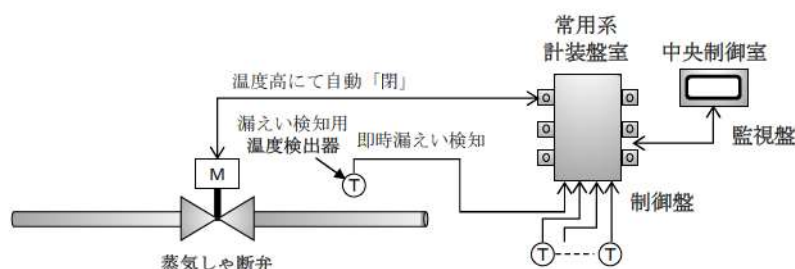 常用系
計装盤室
中央制御室
温度高にて自動「閉」
漏えい検知用
温度検出器
即時漏えい検知
監視盤
M
T
制御盤
T
T
蒸気しゃ断弁